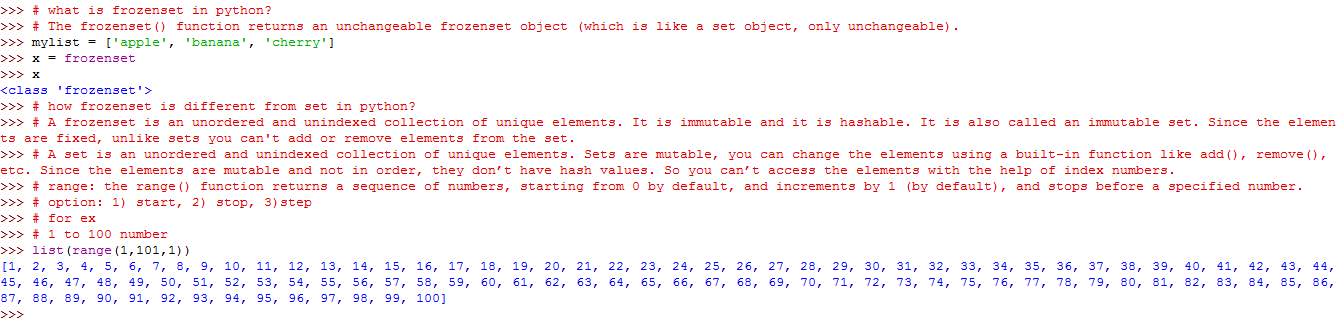 >>> # what is frozenset in python?
>>> # The frozenset() function returns an unchangeable frozenset object (which is like a set object, only unchangeable).
>>> mylist = ['apple', 'banana', 'cherry']
>>> x = frozenset
>>> x
<class 'frozenset'>
>>> # how frozenset is different from set in python?
>>> # A frozenset is an unordered and unindexed collection of unique elements. It is immutable and it is hashable. It is also called an immutable set. Since the elemen
ts are fixed, unlike sets you can't add or remove elements from the set.
>>> # A set is an unordered and unindexed collection of unique elements. Sets are mutable, you can change the elements using a built-in function like add(), remove(),
etc. Since the elements are mutable and not in order, they don’t have hash values. So you can’t access the elements with the help of index numbers.
>>> # range: the range() function returns a sequence of numbers, starting from 0 by default, and increments by 1 (by default), and stops before a specified number.
>>> # option: 1) start, 2) stop, 3)step
>>> # for ex
>>> # 1 to 100 number
>>> list(range(1,101,1))
[1, 2, 3, 4, 5, 6, 7, 8, 9, 10, 11, 12, 13, 14, 15, 16, 17, 18, 19, 20, 21, 22, 23, 24, 25, 26, 27, 28, 29, 30, 31, 32, 33, 34, 35, 36, 37, 38, 39, 40, 41, 42, 43, 44,
45, 46, 47, 48, 49, 50, 51, 52, 53, 54, 55, 56, 57, 58, 59, 60, 61, 62, 63, 64, 65, 66, 67, 68, 69, 70, 71, 72, 73, 74, 75, 76, 77, 78, 79, 80, 81, 82, 83, 84, 85, 86,
87, 88, 89, 90, 91, 92, 93, 94, 95, 96, 97, 98, 99, 100]
>>>